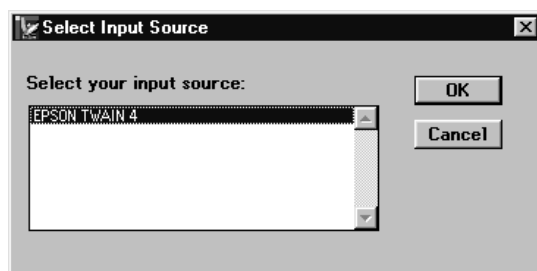 Select Input Source
Select your input source:
EPSON TWAIN 4
OK
Cancel